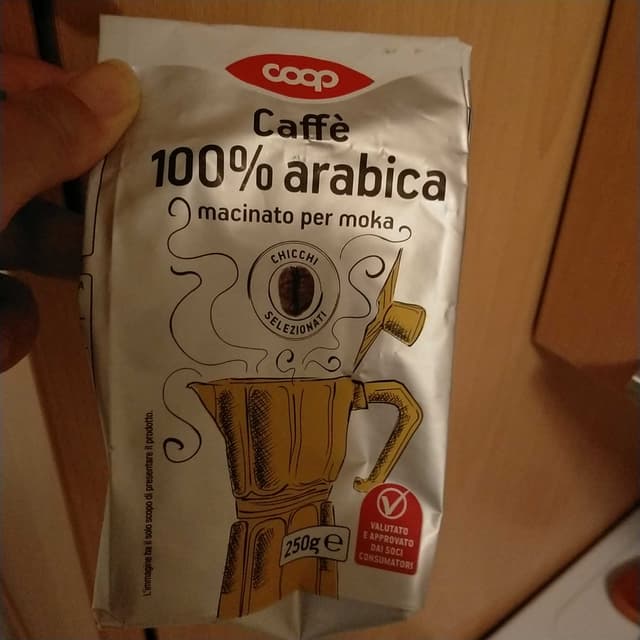 coop
Caffè
100% arabica
macinato per moka
CHICCHI
SELEZIONATI
L'immagine ha il solo scopo di presentare il prodotto.
250g e
VALUTATO
E APPROVATO
DAI SOCI
CONSUMATORI